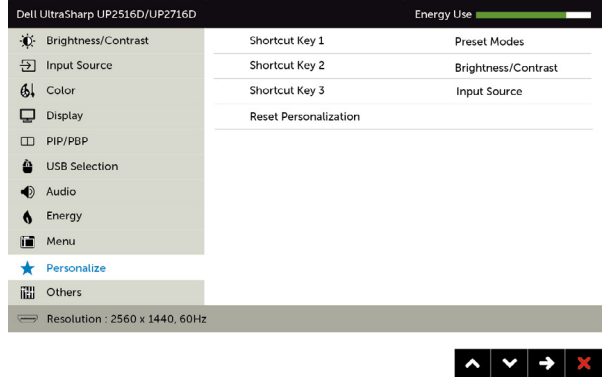 Dell UltraSharp UP2516D/UP2716D Energy Use
Brightness/Contrast Shortcut Key 1 Preset Modes
Input Source Shortcut Key 2 Brightness/Contrast
Color Shortcut Key 3 Input Source
Display Reset Personalization
PIP/PBP
USB Selection
Audio
Energy
Menu
Personalize
Others
Resolution : 2560 x 1440, 60Hz